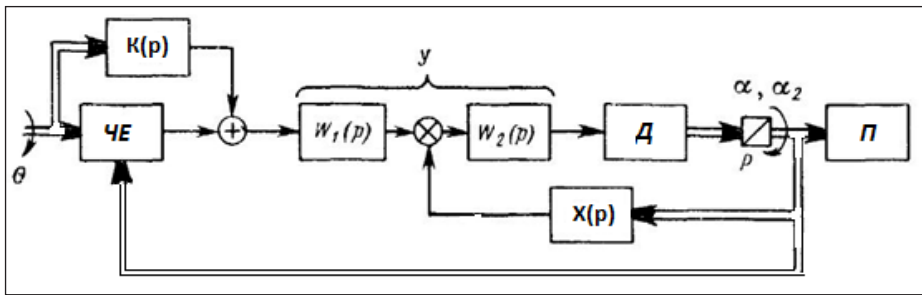 K(p)
y
α, α₂
ЧЕ
W₁(p)
W₂(p)
Д
П
θ
P
X(p)